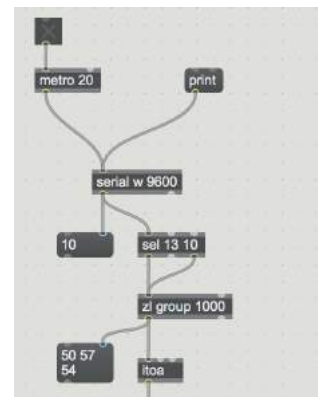 metro 20
print
serial w 9600
10
sel 13 10
zl group 1000
50 57
54
itoa